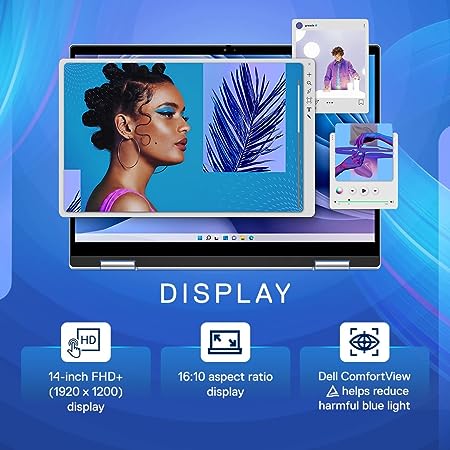 DISPLAY
HD
14-inch FHD+
(1920 x 1200)
display
16:10 aspect ratio
display
Dell ComfortView
helps reduce
harmful blue light